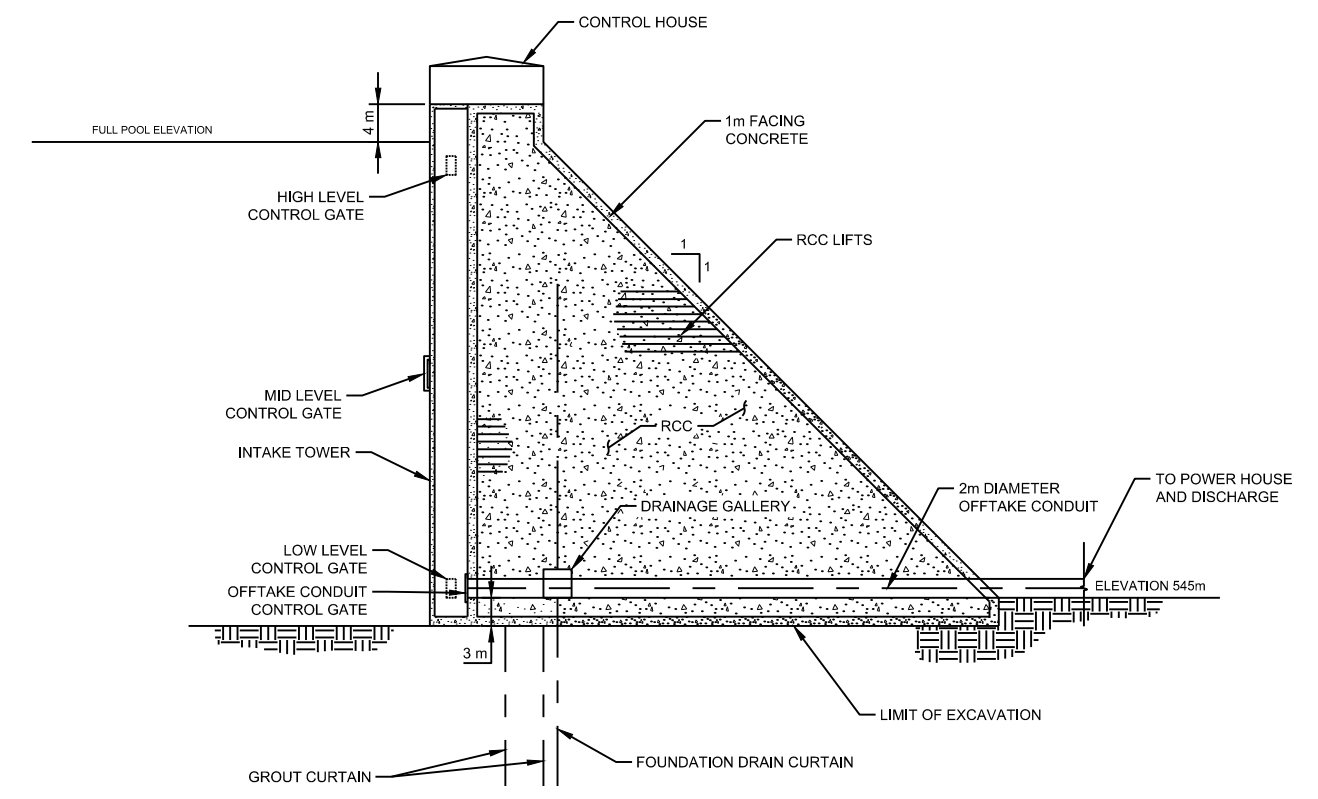 CONTROL HOUSE
4 m
FULL POOL ELEVATION
1m FACING
CONCRETE
HIGH LEVEL
CONTROL GATE
RCC LIFTS
1
1
MID LEVEL
CONTROL GATE
RCC
INTAKE TOWER
2m DIAMETER
OFFTAKE CONDUIT
TO POWER HOUSE
AND DISCHARGE
DRAINAGE GALLERY
LOW LEVEL
CONTROL GATE
OFFTAKE CONDUIT
CONTROL GATE
ELEVATION 545m
3 m
LIMIT OF EXCAVATION
FOUNDATION DRAIN CURTAIN
GROUT CURTAIN